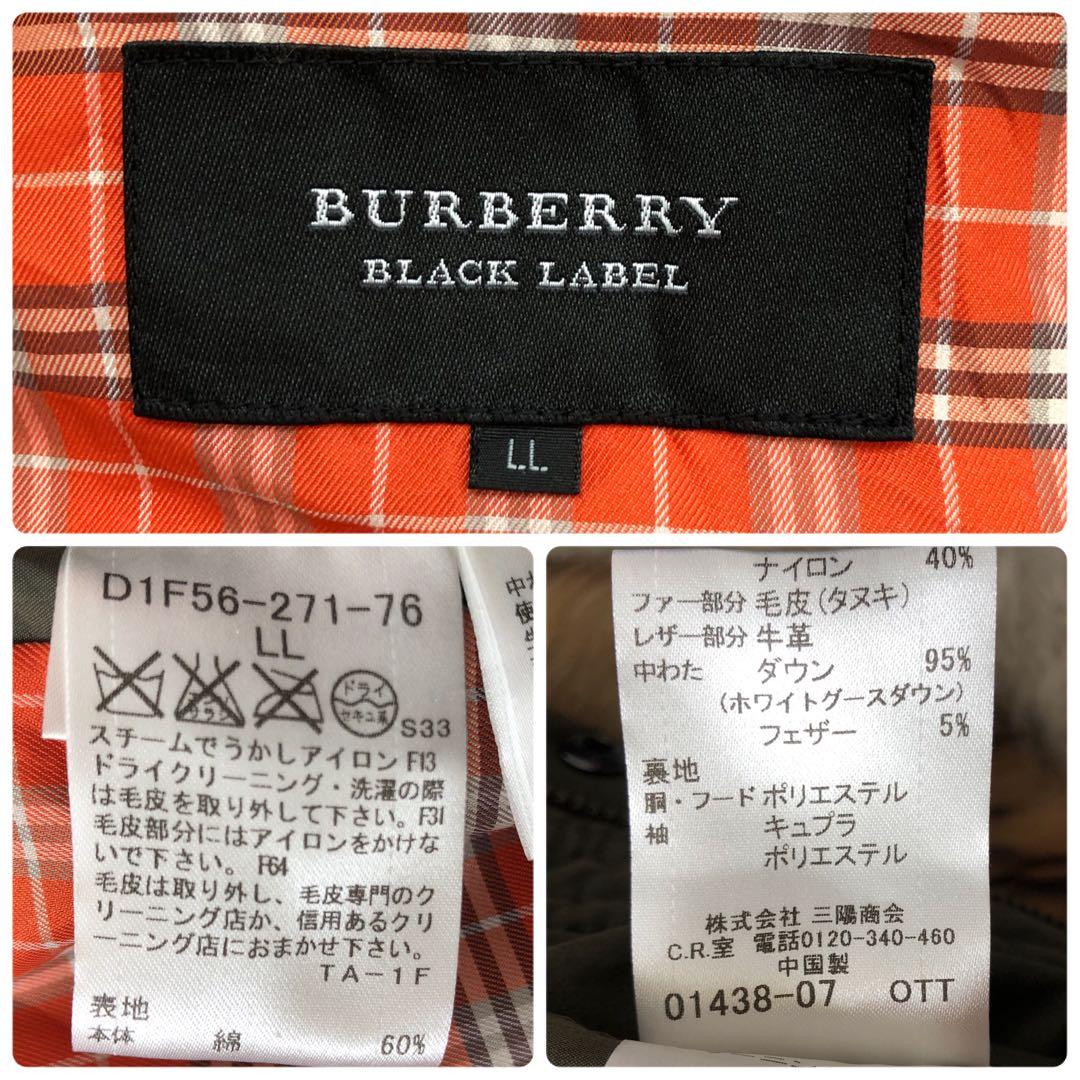 BURBERRY
BLACK LABEL
LL
D1F56-271-76
LL
ドライ
セキユ系
S33
スチームでうかしアイロン F13
ドライクリーニング・洗濯の際
は毛皮を取り外して下さい。F31
毛皮部分にはアイロンをかけな
いで下さい。 F64
毛皮は取り外し、毛皮専門のク
リーニング店か、信用あるクリ
ーニング店におまかせ下さい。
TA-1F
表地
本体 綿 60%
ナイロン 40%
ファー部分 毛皮(タヌキ)
レザー部分 牛革
中わた ダウン 95%
(ホワイトグースダウン)
フェザー 5%
裏地
胴・フード ポリエステル
袖 キュプラ
ポリエステル
株式会社 三陽商会
C.R.室 電話0120-340-460
中国製
01438-07 OTT